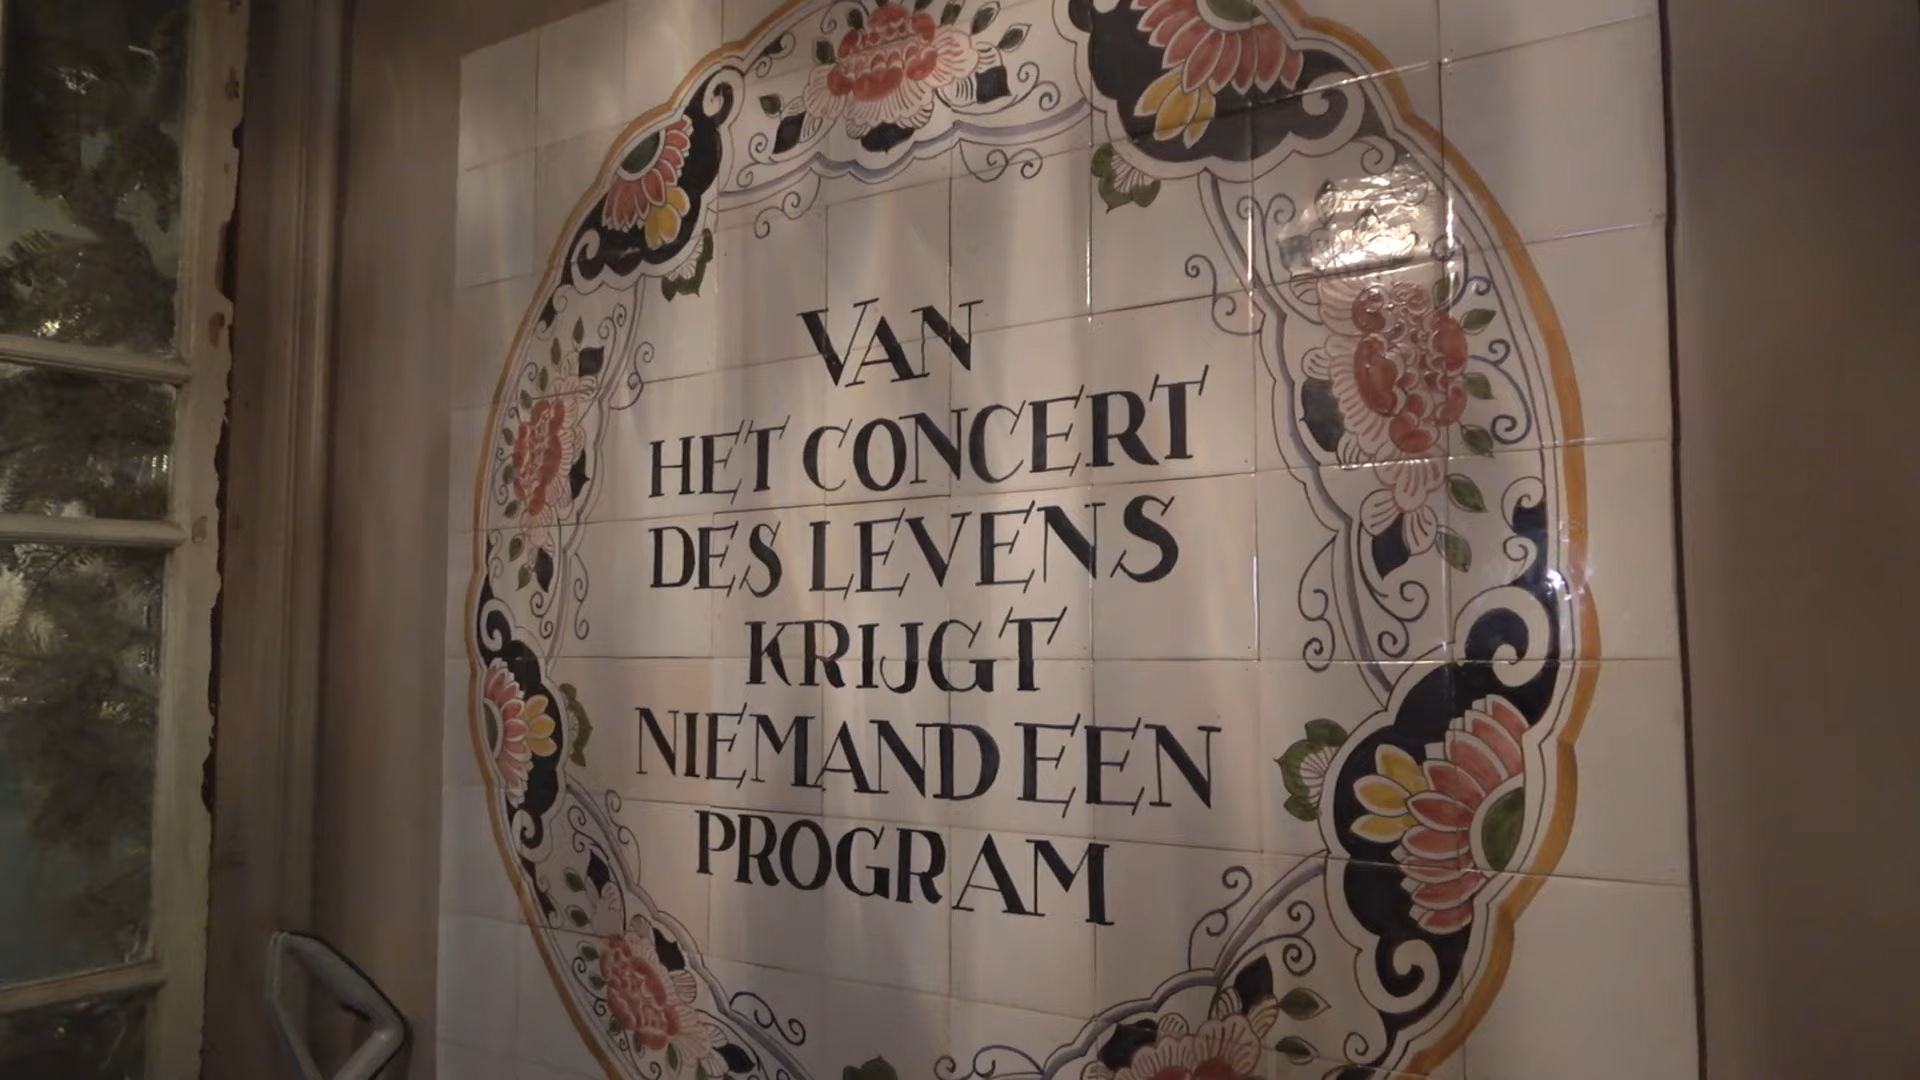 VAN
HET CONCERT
DES LEVENS
KRIJGT
NIEMAND EEN
PROGRAM